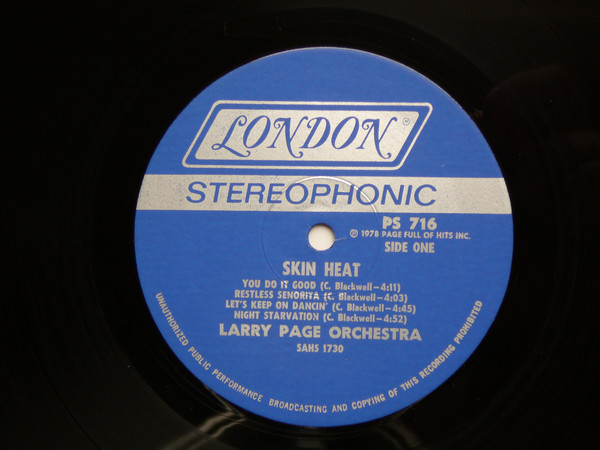 LONDON®
STEREOPHONIC
PS 716
℗ 1978 PAGE FULL OF HITS INC.
SIDE ONE
SKIN HEAT
YOU DO IT GOOD (C. Blackwell—4:11)
RESTLESS SENORITA (C. Blackwell—4:03)
LET'S KEEP ON DANCIN' (C. Blackwell—4:45)
NIGHT STARVATION (C. Blackwell—4:52)
LARRY PAGE ORCHESTRA
SAHS 1730
UNAUTHORIZED PUBLIC PERFORMANCE BROADCASTING AND COPYING OF THIS RECORDING PROHIBITED